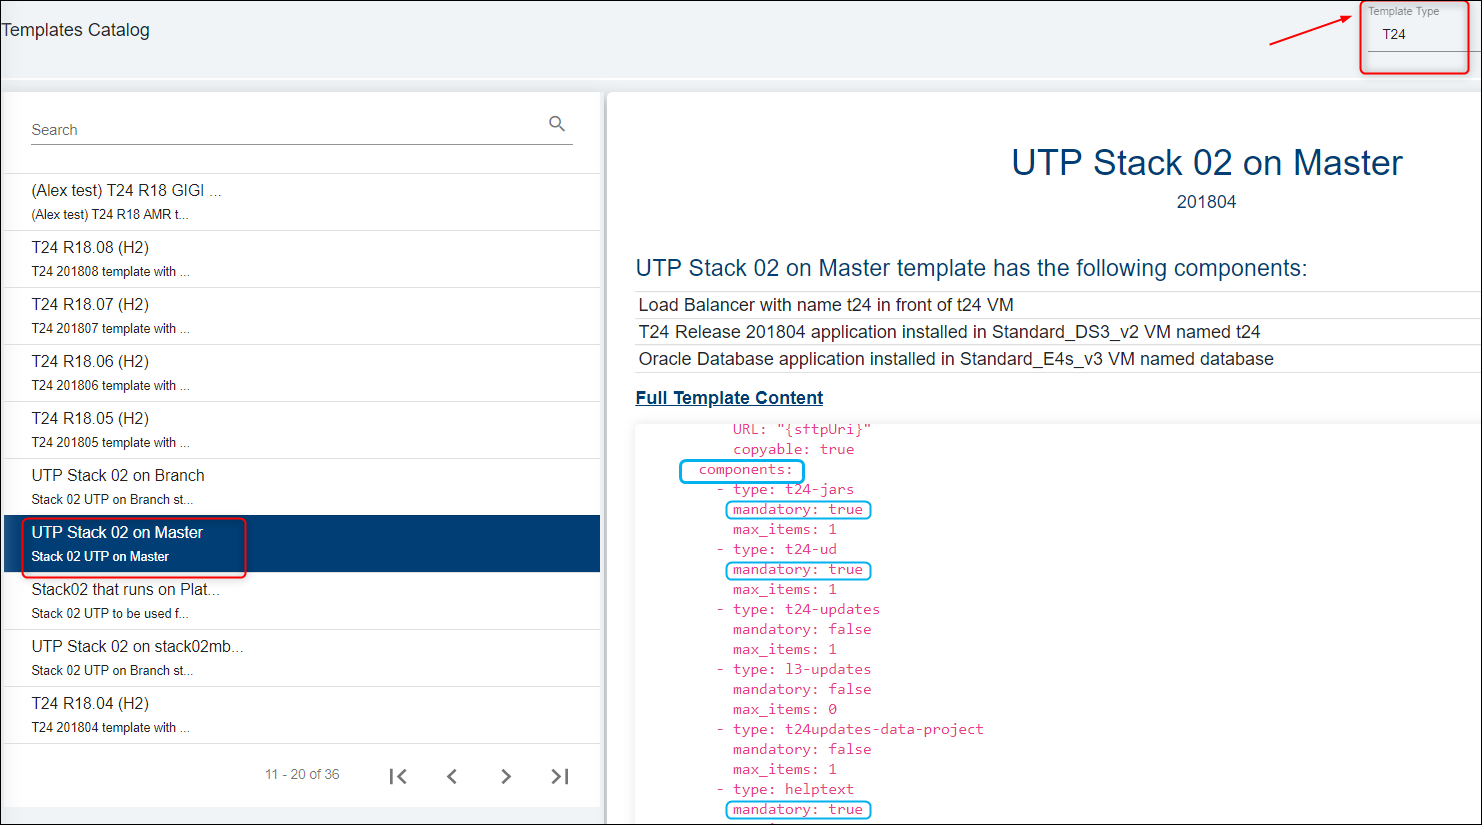 Templates Catalog
Template Type
T24
Search
(Alex test) T24 R18 GIGI ...
(Alex test) T24 R18 AMR t...
T24 R18.08 (H2)
T24 201808 template with ...
T24 R18.07 (H2)
T24 201807 template with ...
T24 R18.06 (H2)
T24 201806 template with ...
T24 R18.05 (H2)
T24 201805 template with ...
UTP Stack 02 on Branch
Stack 02 UTP on Branch st...
UTP Stack 02 on Master
Stack 02 UTP on Master
Stack02 that runs on Plat...
Stack 02 UTP to be used f...
UTP Stack 02 on stack02mb...
Stack 02 UTP on Branch st...
T24 R18.04 (H2)
T24 201804 template with ...
11 - 20 of 36
UTP Stack 02 on Master
201804
UTP Stack 02 on Master template has the following components:
Load Balancer with name t24 in front of t24 VM
T24 Release 201804 application installed in Standard_DS3_v2 VM named t24
Oracle Database application installed in Standard_E4s_v3 VM named database
Full Template Content
URL: "{sftpUri}"
copyable: true
components:
- type: t24-jars
mandatory: true
max_items: 1
- type: t24-ud
mandatory: true
max_items: 1
- type: t24-updates
mandatory: false
max_items: 1
- type: l3-updates
mandatory: false
max_items: 0
- type: t24updates-data-project
mandatory: false
max_items: 1
- type: helptext
mandatory: true